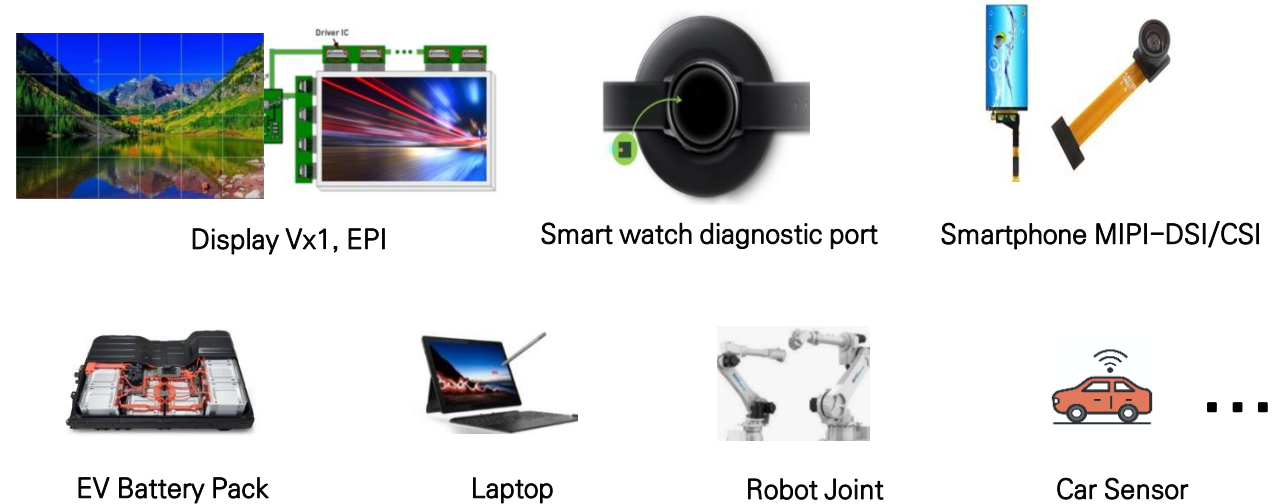 Driver IC
Display Vx1, EPI
Smart watch diagnostic port
Smartphone MIPI-DSI/CSI
EV Battery Pack
Laptop
Robot Joint
Car Sensor
...